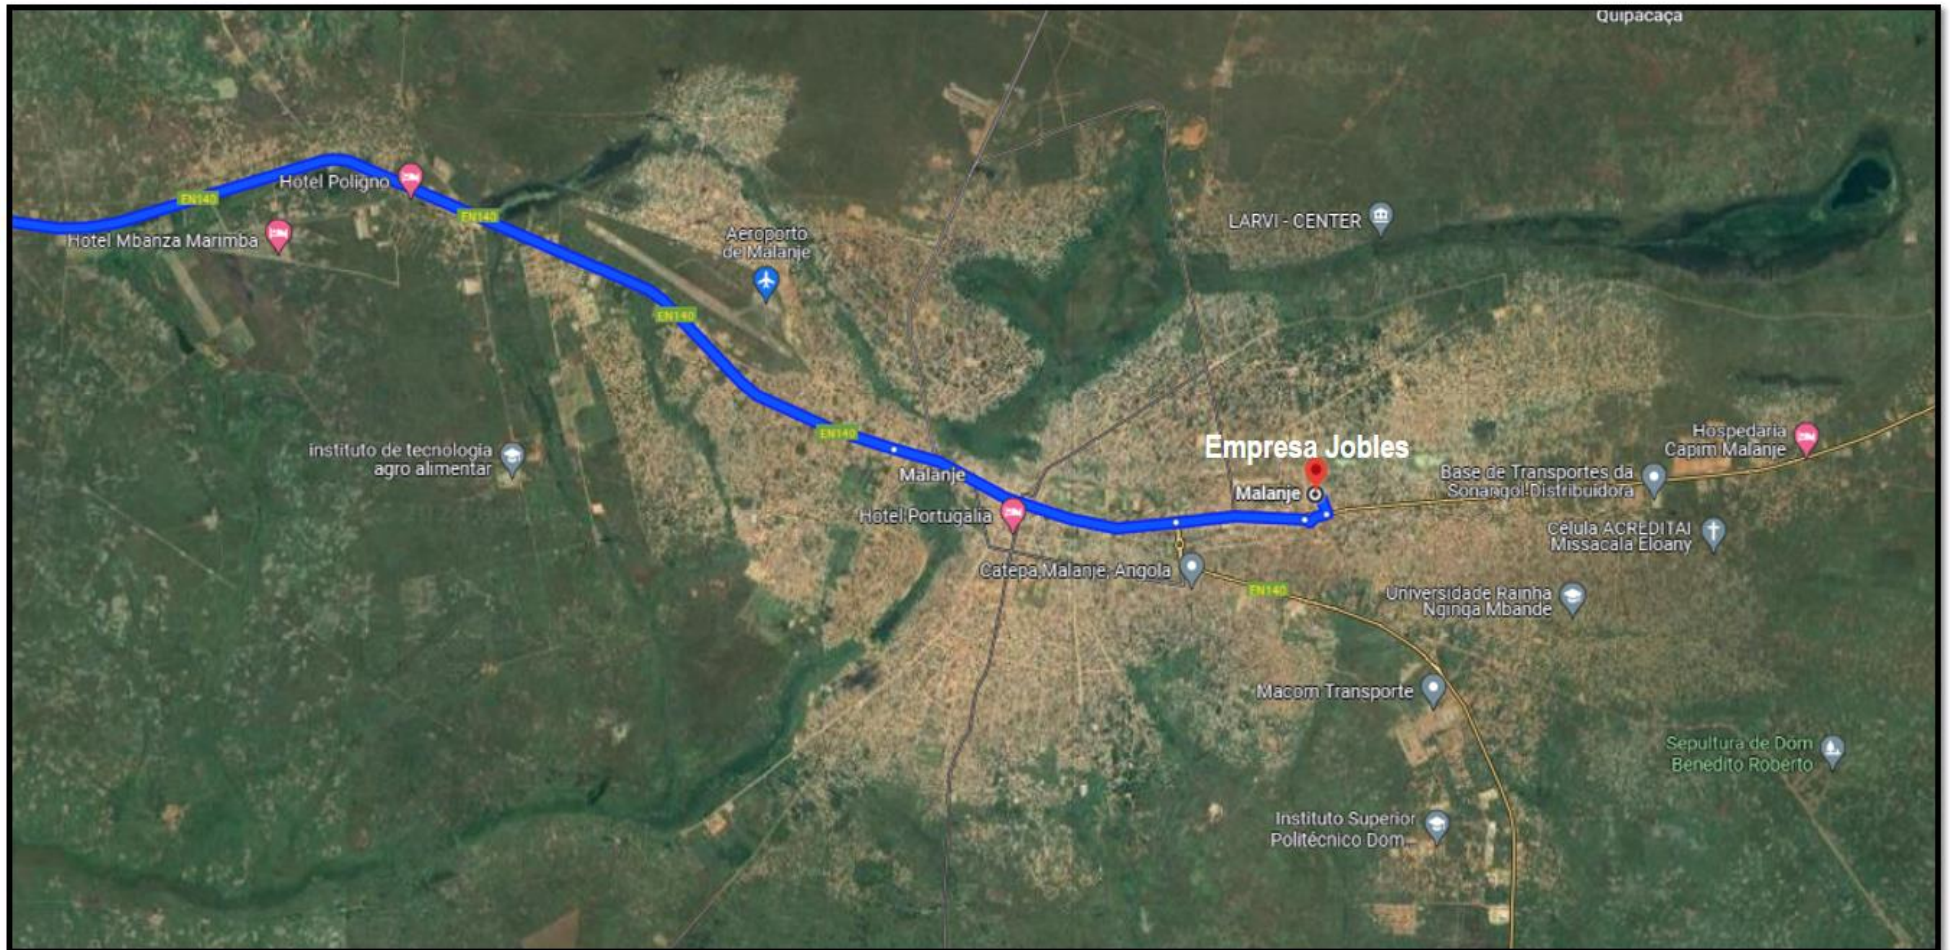 Quipacaça
Hotel Poligno
EN140
EN140
Hotel Mbanza Marimba
Aeroporto
de Malanje
LARVI - CENTER
EN140
EN140
instituto de tecnologia
agro alimentar
Malanje
Hotel Portugalia
Empresa Jobles
Malanje
Hospedaria
Capim Malanje
Base de Transportes da
Sonangol Distribuidora
Célula ACREDITAI
Missacala Eloany
Catepa,Malanje, Angola
EN140
Universidade Rainha
Nginga Mbande
Macom Transporte
Sepultura de Dom
Benedito Roberto
Instituto Superior
Politécnico Dom...